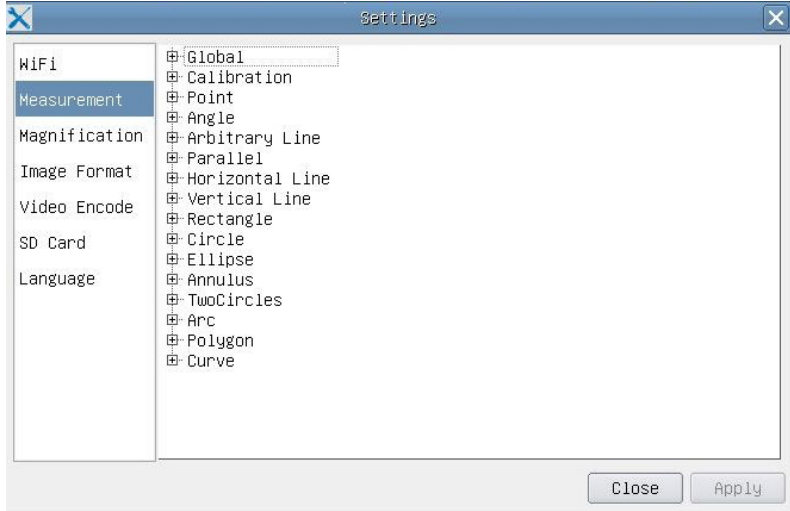 Settings
WiFi
Measurement
Magnification
Image Format
Video Encode
SD Card
Language
Global
Calibration
Point
Angle
Arbitrary Line
Parallel
Horizontal Line
Vertical Line
Rectangle
Circle
Ellipse
Annulus
TwoCircles
Arc
Polygon
Curve
Close
Apply